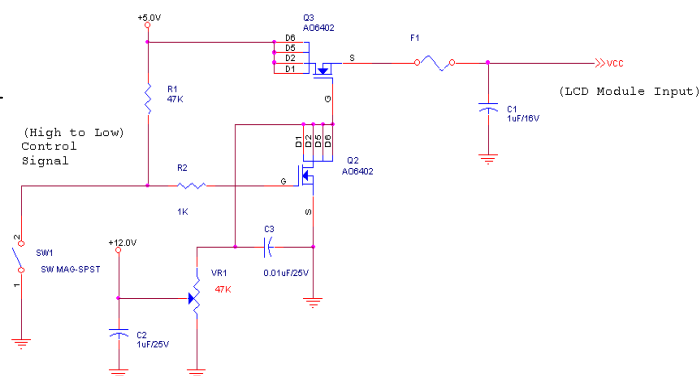 +5.0V
Q3
AO6402
D6
D5
D2
D1
S
G
F1
VCC
(LCD Module Input)
C1
1uF/16V
R1
47K
(High to Low)
Control
Signal
R2
1K
D1
D2
D5
D6
Q2
AO6402
G
S
2
SW1
SW MAG-SPST
1
+12.0V
C3
0.01uF/25V
VR1
47K
C2
1uF/25V